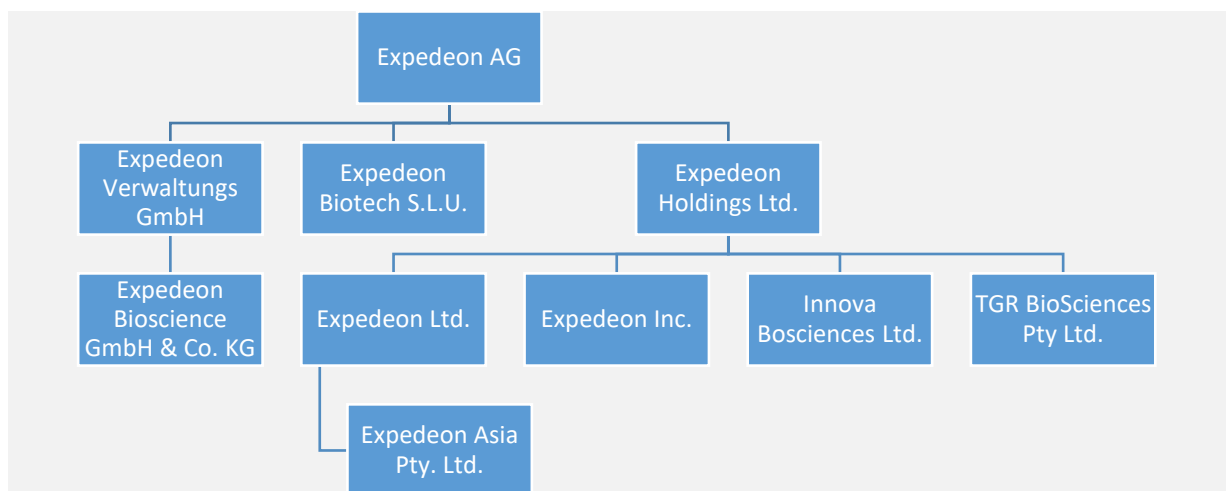 Expedeon AG
Expedeon
Verwaltungs
GmbH
Expedeon
Biotech S.L.U.
Expedeon
Holdings Ltd.
Expedeon
Bioscience
GmbH & Co. KG
Expedeon Ltd.
Expedeon Inc.
Innova
Bosciences Ltd.
TGR BioSciences
Pty Ltd.
Expedeon Asia
Pty. Ltd.